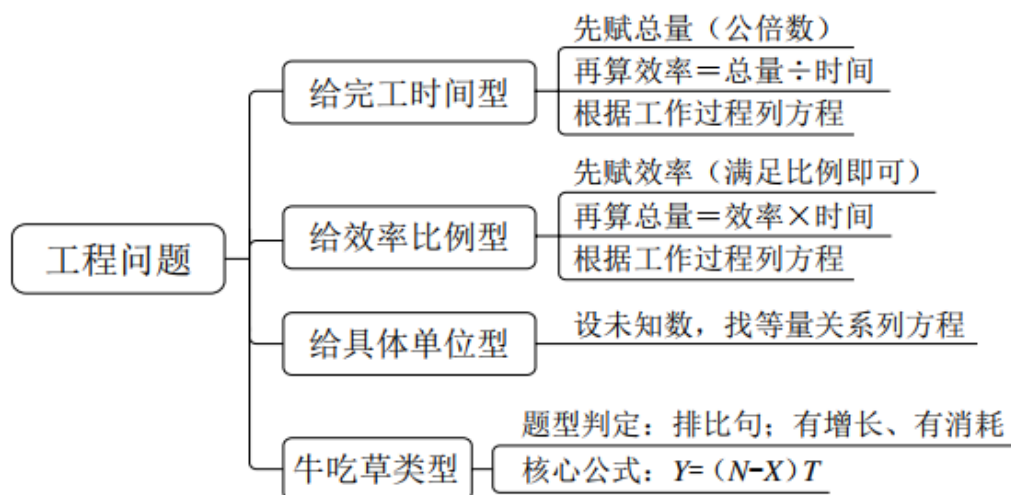 工程问题
给完工时间型
先赋总量（公倍数）
再算效率＝总量÷时间
根据工作过程列方程
给效率比例型
先赋效率（满足比例即可）
再算总量＝效率×时间
根据工作过程列方程
给具体单位型
设未知数，找等量关系列方程
牛吃草类型
题型判定：排比句；有增长、有消耗
核心公式：Y=（N-X）T